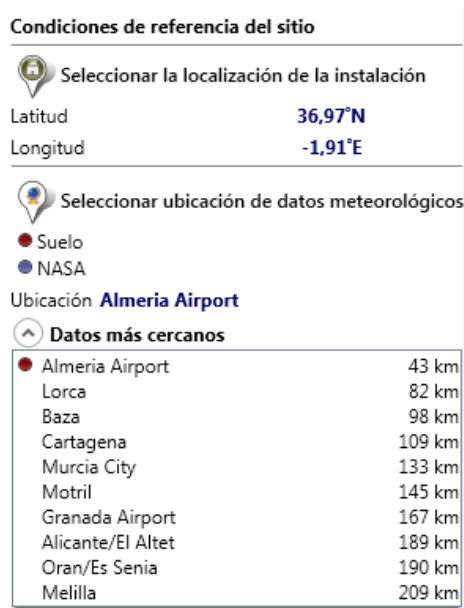 Condiciones de referencia del sitio
Seleccionar la localización de la instalación
Latitud 36,97˚N
Longitud -1,91˚E
Seleccionar ubicación de datos meteorológicos
Suelo
NASA
Ubicación Almeria Airport
Datos más cercanos
Almeria Airport 43 km
Lorca 82 km
Baza 98 km
Cartagena 109 km
Murcia City 133 km
Motril 145 km
Granada Airport 167 km
Alicante/El Altet 189 km
Oran/Es Senia 190 km
Melilla 209 km